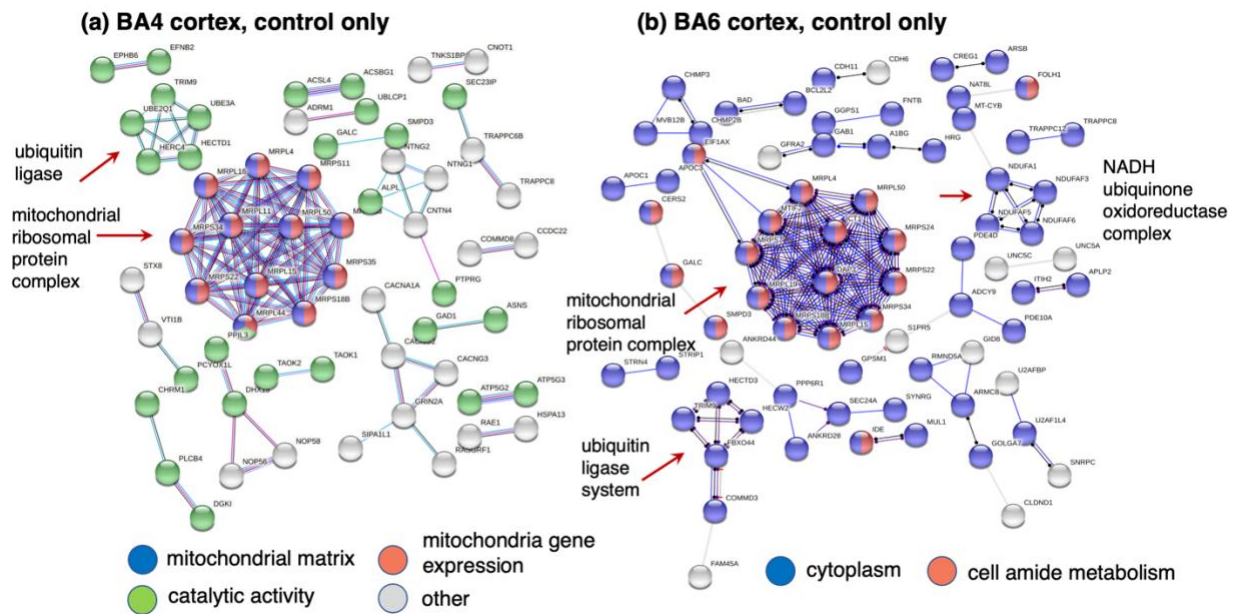 (a) BA4 cortex, control only
EPHB6
EFNB2
TRIM9
UBE2Q1
UBE3A
HERC4
HECTD1
ubiquitin
ligase
mitochondrial
ribosomal
protein
complex
ACSL4
ACSBG1
ADRM1
UBLCP1
TNKS1BP
CNOT1
SEC23IP
TRAPPC6B
TRAPPC8
GALC
SMPD3
NTNG2
NTNG1
ALPL
CNTN4
PTPRG
COMMD8
CCDC22
MRPL4
MRPL16
MRPS11
MRPL11
MRPL50
MRPS34
MRPS35
MRPS22
MRPL15
MRPS18B
MRPL44
PPIL3
STX8
VTI1B
CACNA1A
CACNG3
GRIN2A
SIPA1L1
RASGRF1
GAD1
ASNS
ATP5G2
ATP5G3
RAE1
HSPA13
PCYOX1L
TAOK2
TAOK1
CHRM1
NOP58
NOP56
PLCB4
DGKI
mitochondrial matrix
mitochondria gene
expression
catalytic activity
other
(b) BA6 cortex, control only
CHMP3
MVB12B
CHMP2B
EIF1AX
BAD
BCL2L2
CDH11
CDH6
CREG1
ARSB
NAT8L
FOLH1
MT-CYB
GGPS1
FNTB
GFRA2
GAB1
A1BG
HRG
TRAPPC12
TRAPPC8
APOC1
CERS2
GALC
SMPD3
NDUFA1
NDUFAF3
NDUFAF5
NDUFAF6
NADH
ubiquinone
oxidoreductase
complex
MRPL4
MRPL50
MRPS24
MRPS22
MRPL19
DAP3
MRPS34
MRPS18B
MRPL15
mitochondrial
ribosomal
protein complex
PDE4D
UNC5C
UNC5A
ITIH2
APLP2
ADCY9
PDE10A
S1PR5
GPSM1
STRN4
STRIP1
ANKRD44
HECTD3
TRIM9
HECW2
FBXO44
COMMD3
FAM45A
ubiquitin
ligase
system
PPP6R1
SEC24A
SYNRG
ANKRD28
IDE
MUL1
RMND5A
GID8
ARMC8
GOLGA7
CLDND1
U2AFBP
U2AF1L4
SNRPC
cytoplasm
cell amide metabolism